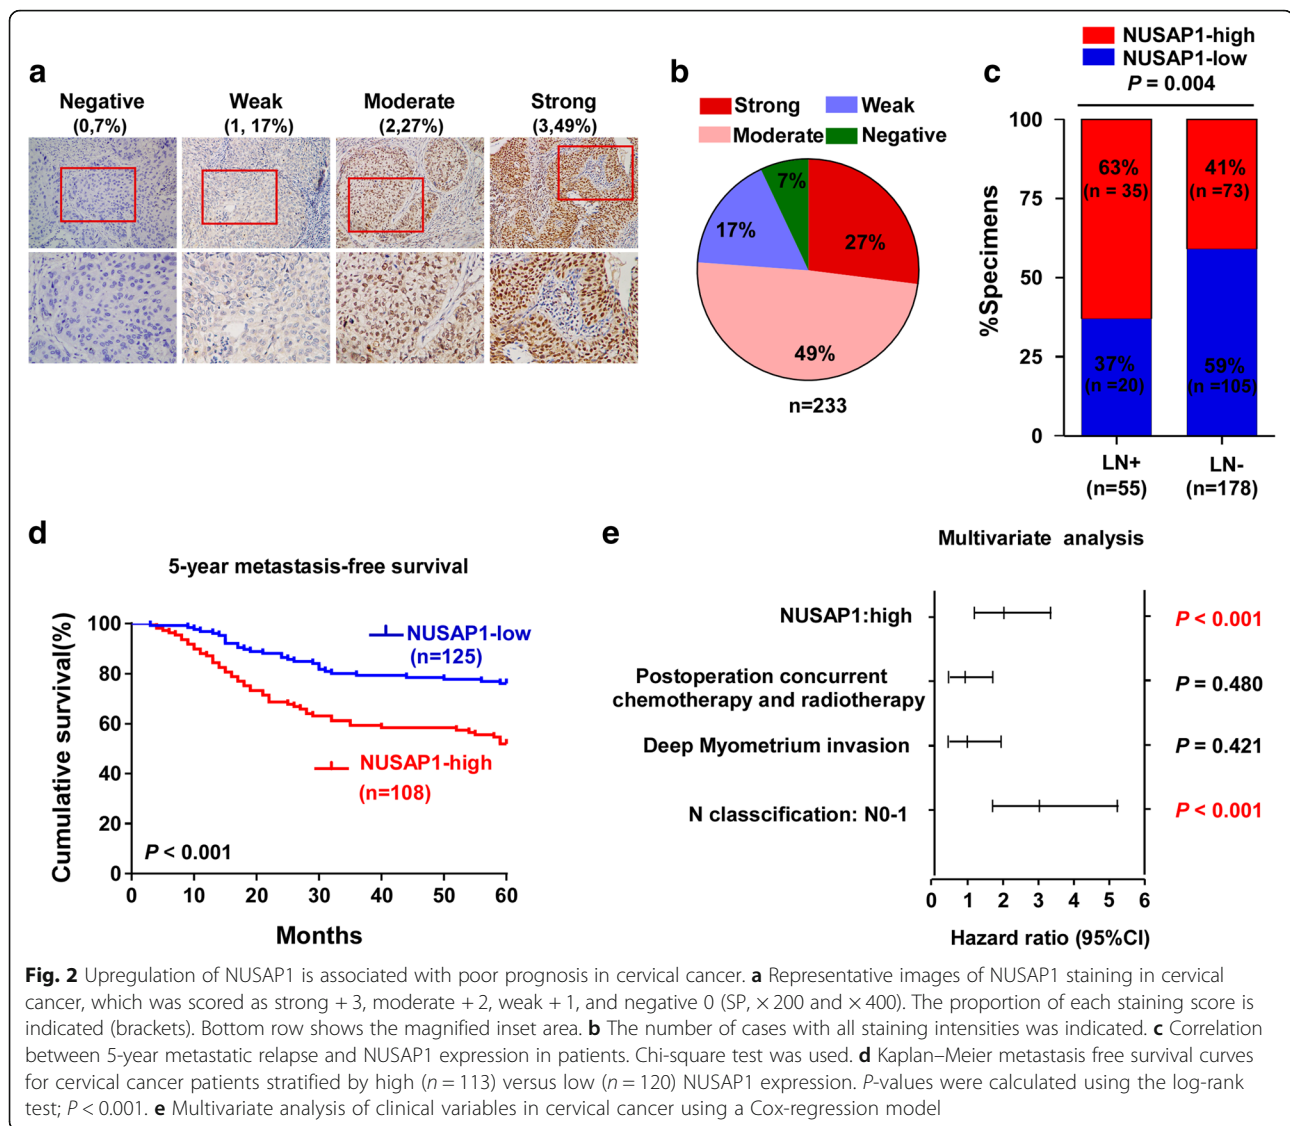 a
Negative
(0,7%)
Weak
(1, 17%)
Moderate
(2,27%)
Strong
(3,49%)
b
Strong
Weak
Moderate
Negative
7%
17%
27%
49%
n=233
c
NUSAP1-high
NUSAP1-low
P = 0.004
%Specimens
100
75
50
25
0
63%
(n = 35)
41%
(n =73)
37%
(n =20)
59%
(n =105)
LN+
(n=55)
LN-
(n=178)
d
5-year metastasis-free survival
Cumulative survival(%)
100
80
60
40
20
0
NUSAP1-low
(n=125)
NUSAP1-high
(n=108)
P < 0.001
0 10 20 30 40 50 60
Months
e
Multivariate analysis
NUSAP1:high
P < 0.001
Postoperation concurrent
chemotherapy and radiotherapy
P = 0.480
Deep Myometrium invasion
P = 0.421
N classcification: N0-1
P < 0.001
0 1 2 3 4 5 6
Hazard ratio (95%CI)
Fig. 2 Upregulation of NUSAP1 is associated with poor prognosis in cervical cancer. a Representative images of NUSAP1 staining in cervical
cancer, which was scored as strong + 3, moderate + 2, weak + 1, and negative 0 (SP, × 200 and × 400). The proportion of each staining score is
indicated (brackets). Bottom row shows the magnified inset area. b The number of cases with all staining intensities was indicated. c Correlation
between 5-year metastatic relapse and NUSAP1 expression in patients. Chi-square test was used. d Kaplan–Meier metastasis free survival curves
for cervical cancer patients stratified by high (n = 113) versus low (n = 120) NUSAP1 expression. P-values were calculated using the log-rank
test; P < 0.001. e Multivariate analysis of clinical variables in cervical cancer using a Cox-regression model